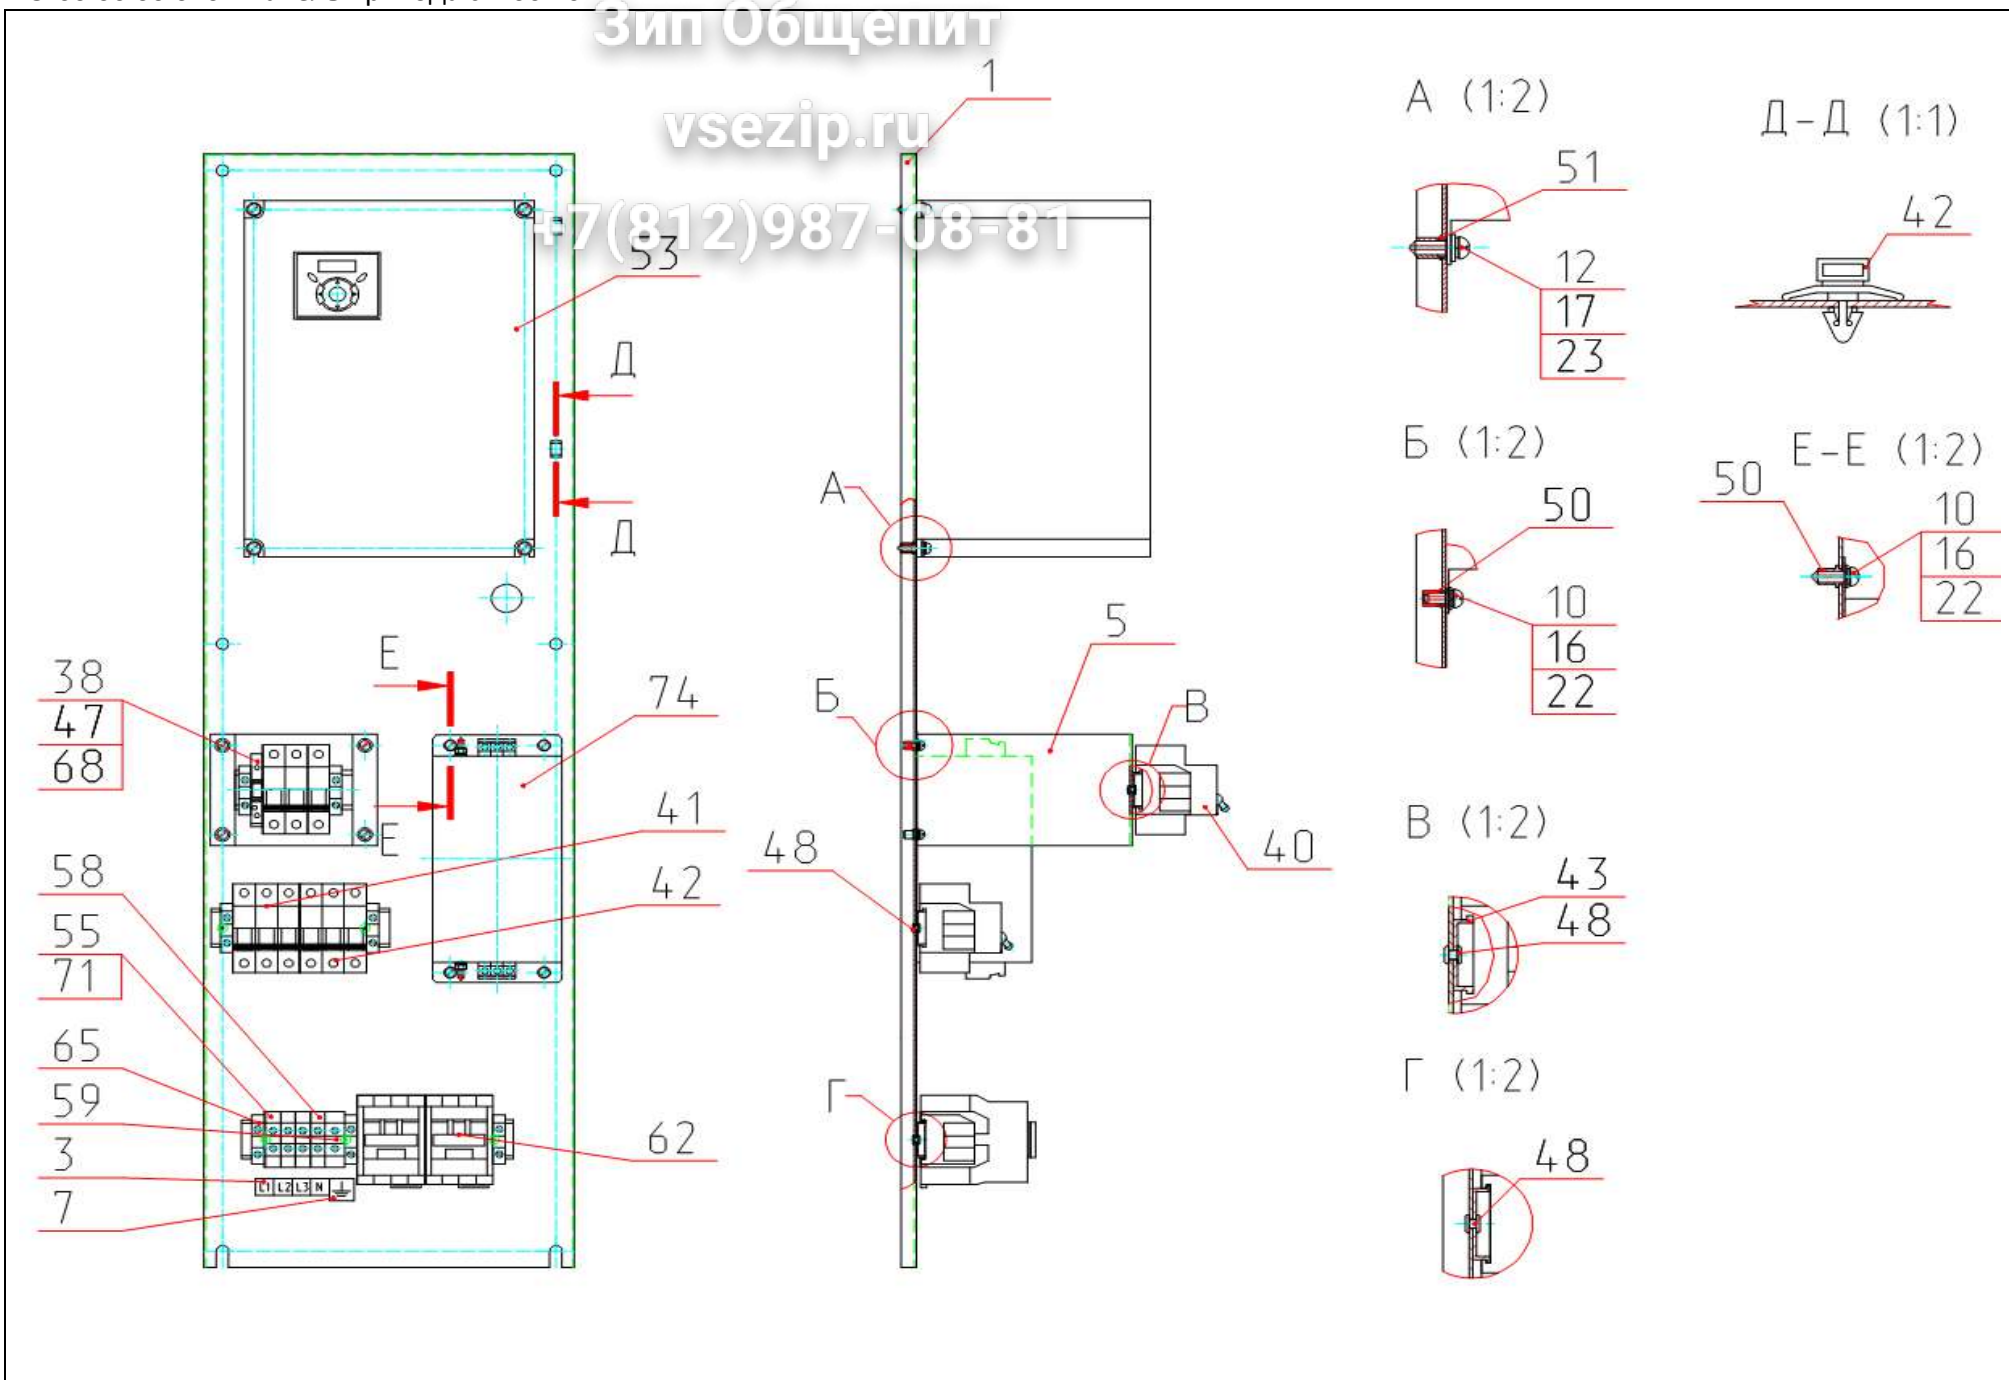 Зип Общепит
vsezip.ru
+7(812)987-08-81
1
53
Д
Д
38
47
68
Е
Е
74
41
58
42
55
71
65
59
3
7
62
L1 L2 L3 N
А
Б
5
В
48
40
Г
А (1:2)
51
12
17
23
Д-Д (1:1)
42
Б (1:2)
50
10
16
22
Е-Е (1:2)
50
10
16
22
В (1:2)
43
48
Г (1:2)
48